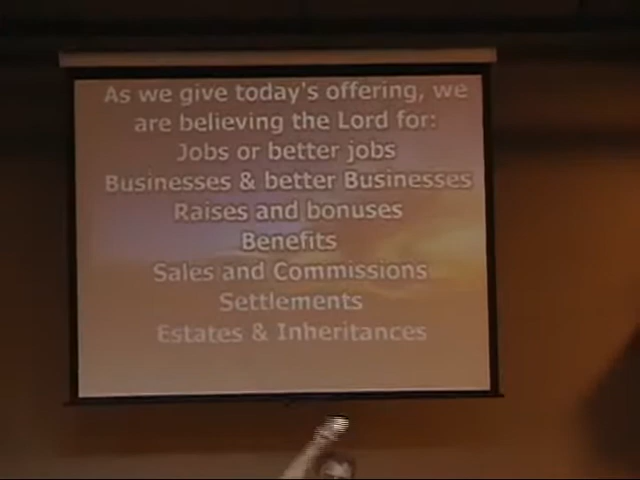 As we give today's offering, we
are believing the Lord for:
Jobs or better jobs
Businesses & better Businesses
Raises and bonuses
Benefits
Sales and Commissions
Settlements
Estates & Inheritances